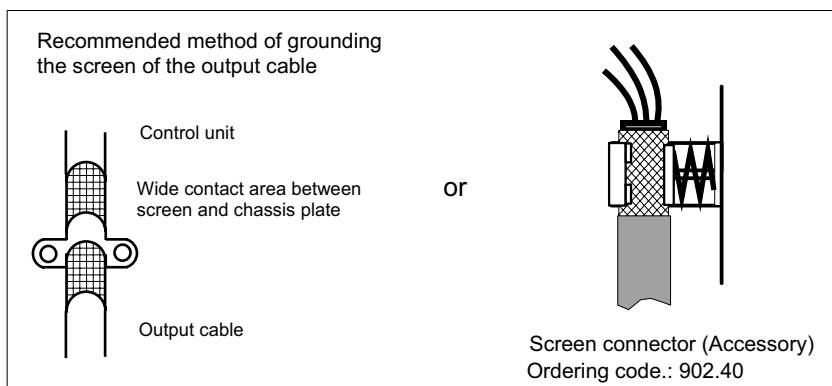 Recommended method of grounding
the screen of the output cable
Control unit
Wide contact area between
screen and chassis plate
Output cable
or
Screen connector (Accessory)
Ordering code.: 902.40